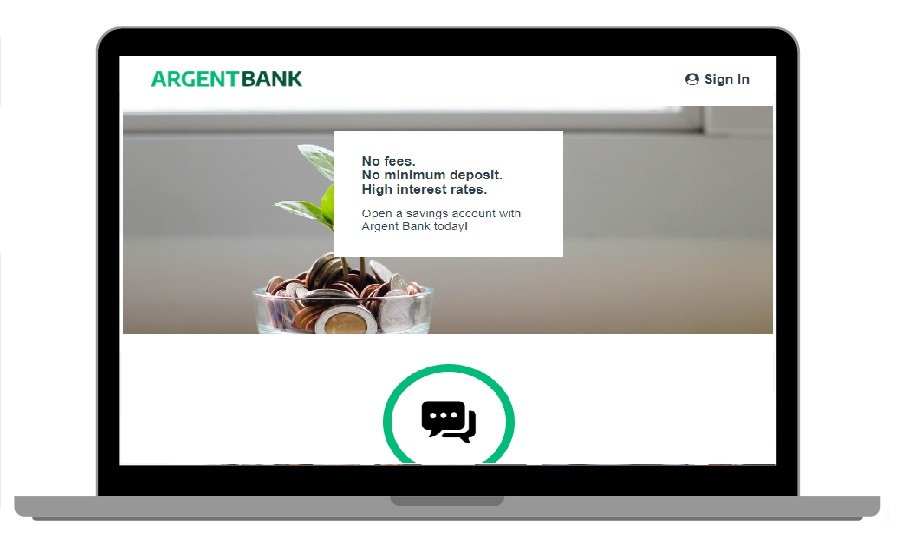 ARGENTBANK
Sign In
No fees.
No minimum deposit.
High interest rates.
Open a savings account with
Argent Bank today!